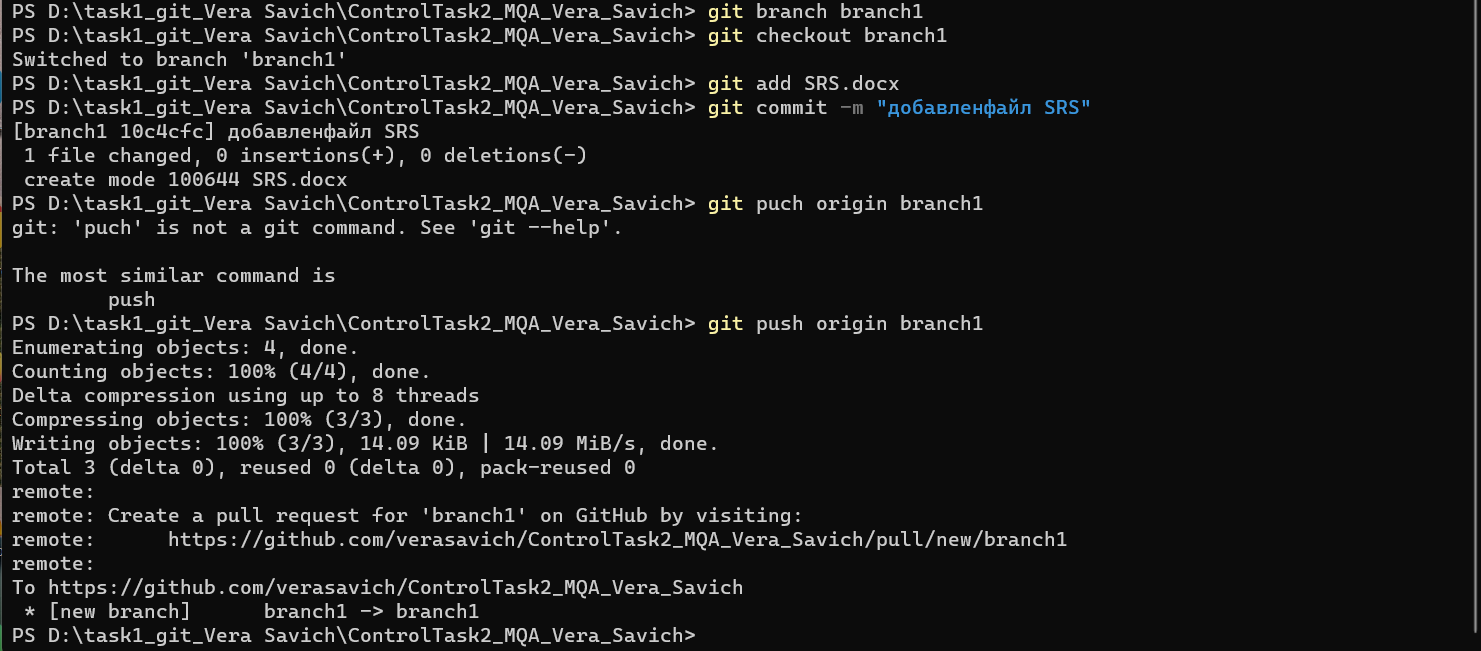 PS D:\task1_git_Vera Savich\ControlTask2_MQA_Vera_Savich> git branch branch1
PS D:\task1_git_Vera Savich\ControlTask2_MQA_Vera_Savich> git checkout branch1
Switched to branch 'branch1'
PS D:\task1_git_Vera Savich\ControlTask2_MQA_Vera_Savich> git add SRS.docx
PS D:\task1_git_Vera Savich\ControlTask2_MQA_Vera_Savich> git commit -m "добавленфайл SRS"
[branch1 10c4cfc] добавленфайл SRS
 1 file changed, 0 insertions(+), 0 deletions(-)
 create mode 100644 SRS.docx
PS D:\task1_git_Vera Savich\ControlTask2_MQA_Vera_Savich> git puch origin branch1
git: 'puch' is not a git command. See 'git --help'.

The most similar command is
        push
PS D:\task1_git_Vera Savich\ControlTask2_MQA_Vera_Savich> git push origin branch1
Enumerating objects: 4, done.
Counting objects: 100% (4/4), done.
Delta compression using up to 8 threads
Compressing objects: 100% (3/3), done.
Writing objects: 100% (3/3), 14.09 KiB | 14.09 MiB/s, done.
Total 3 (delta 0), reused 0 (delta 0), pack-reused 0
remote:
remote: Create a pull request for 'branch1' on GitHub by visiting:
remote:      https://github.com/verasavich/ControlTask2_MQA_Vera_Savich/pull/new/branch1
remote:
To https://github.com/verasavich/ControlTask2_MQA_Vera_Savich
 * [new branch]      branch1 -> branch1
PS D:\task1_git_Vera Savich\ControlTask2_MQA_Vera_Savich>